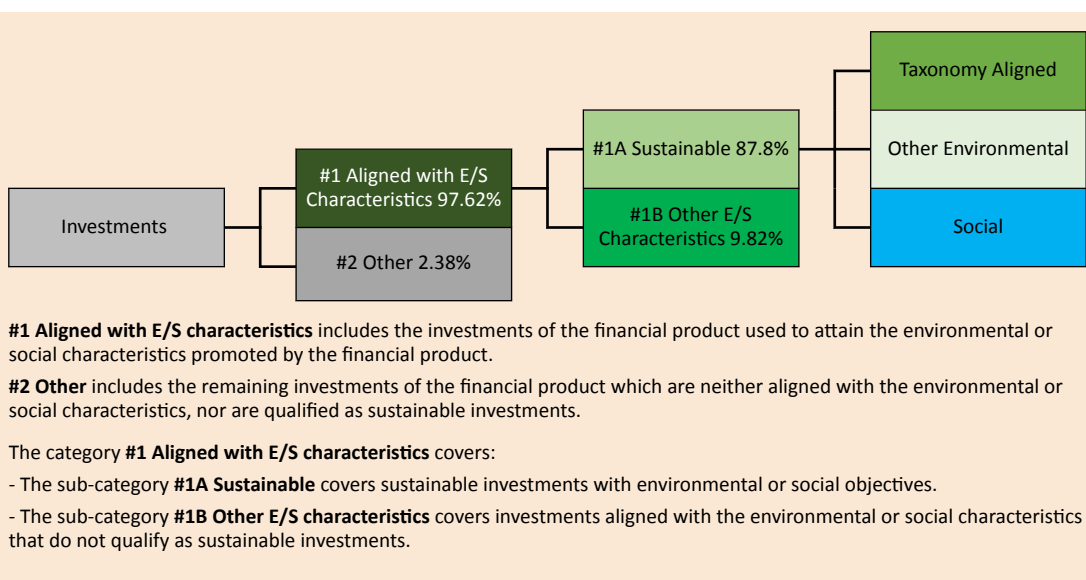 Taxonomy Aligned
#1A Sustainable 87.8%
Other Environmental
#1 Aligned with E/S
Characteristics 97.62%
Investments
#1B Other E/S
Characteristics 9.82%
Social
#2 Other 2.38%
#1 Aligned with E/S characteristics includes the investments of the financial product used to attain the environmental or
social characteristics promoted by the financial product.
#2 Other includes the remaining investments of the financial product which are neither aligned with the environmental or
social characteristics, nor are qualified as sustainable investments.
The category #1 Aligned with E/S characteristics covers:
- The sub-category #1A Sustainable covers sustainable investments with environmental or social objectives.
- The sub-category #1B Other E/S characteristics covers investments aligned with the environmental or social characteristics
that do not qualify as sustainable investments.